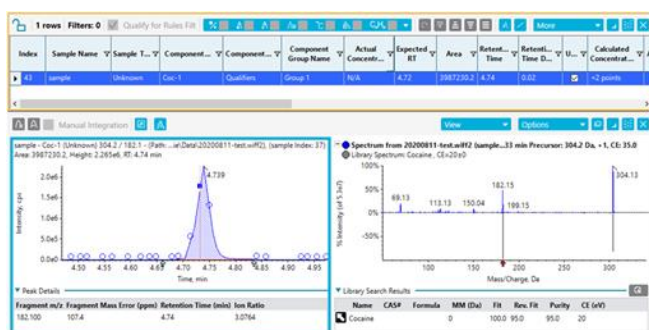 1 rows Filters: 0 Qualify for Rules Filt More
Index Sample Name Sample T... Component... Component... Component Group Name Actual Concentr... Expected RT Area Retent... Time Retenti... Time D... U... Calculated Concentrat...
43 sample Unknown Coc-1 Qualifiers Group 1 N/A 4.72 3987230.2 4.74 0.02 <2 points
Manual Integration View Options
sample - Coc-1 (Unknown) 304.2 / 182.1 - (Path: ...ie\Data\20200811-test.wiff2), (sample Index: 37)
Area: 3987230.2, Height: 2.265e6, RT: 4.74 min
4.739
2.0e6
1.5e6
1.0e6
5.0e5
0.0e0
Intensity, cps
4.50 4.55 4.60 4.65 4.70 4.75 4.80 4.85 4.90 4.95
Time, min
Peak Details
Fragment m/z Fragment Mass Error (ppm) Retention Time (min) Ion Ratio
182.100 107.4 4.74 3.0764
Spectrum from 20200811-test.wiff2 (sample...33 min Precursor: 304.2 Da, +1, CE: 35.0
Library Spectrum: Cocaine , CE=20±0
100%
50%
0%
-50%
% Intensity (of 5.3e7)
69.13 113.13 150.04 182.15 199.15 304.13
100 150 200 250 300
Mass/Charge, Da
Library Search Results
Name CAS# Formula MM (Da) Fit Rev. Fit Purity CE (eV)
Cocaine 0 100.0 95.0 95.0 20